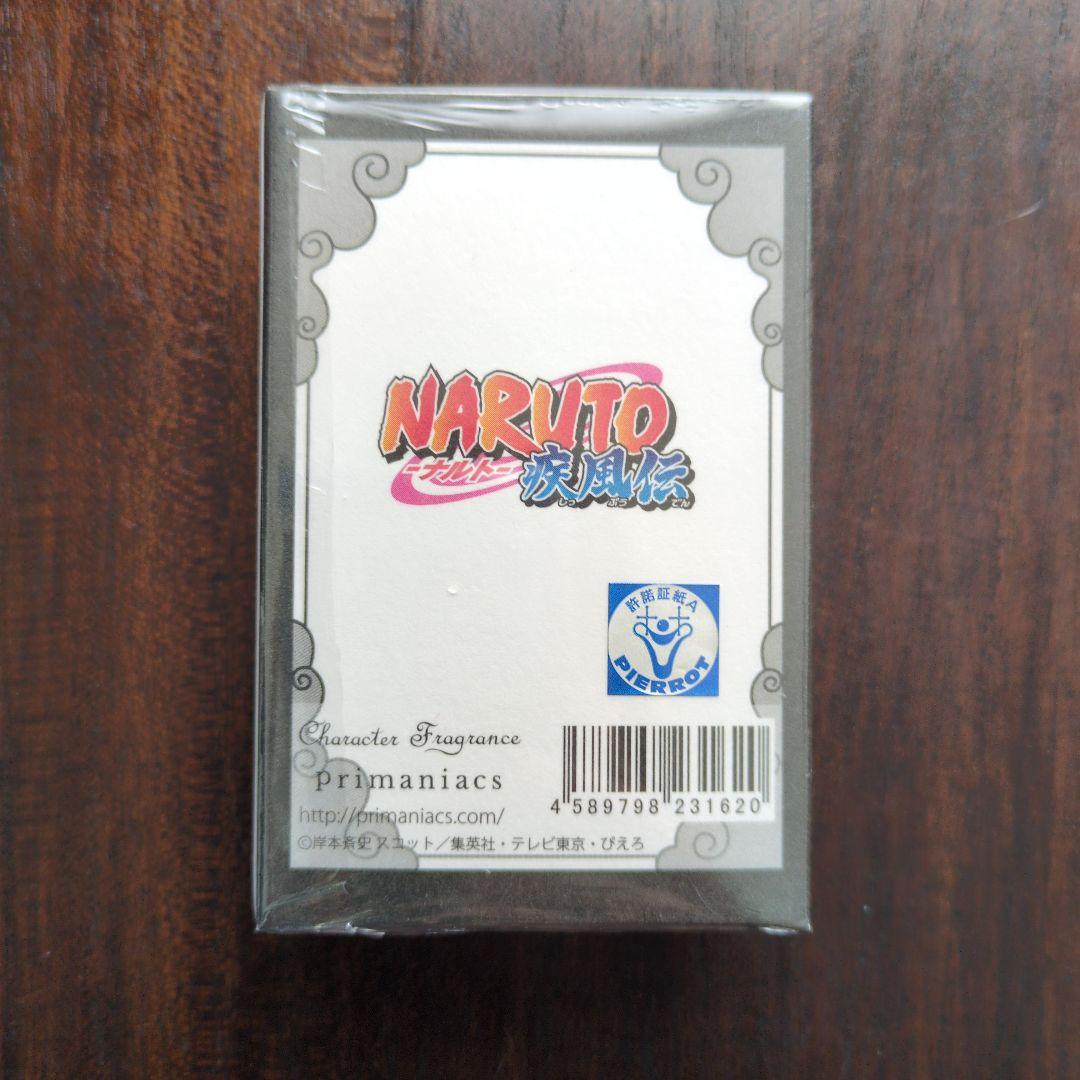 NARUTO
-ナルト-
疾風伝
しっ ぷう でん
許諾証紙A
PIERROT
Character Fragrance
primaniacs
4 589798 231620
http://primaniacs.com/
©岸本斉史 スコット／集英社・テレビ東京・ぴえろ